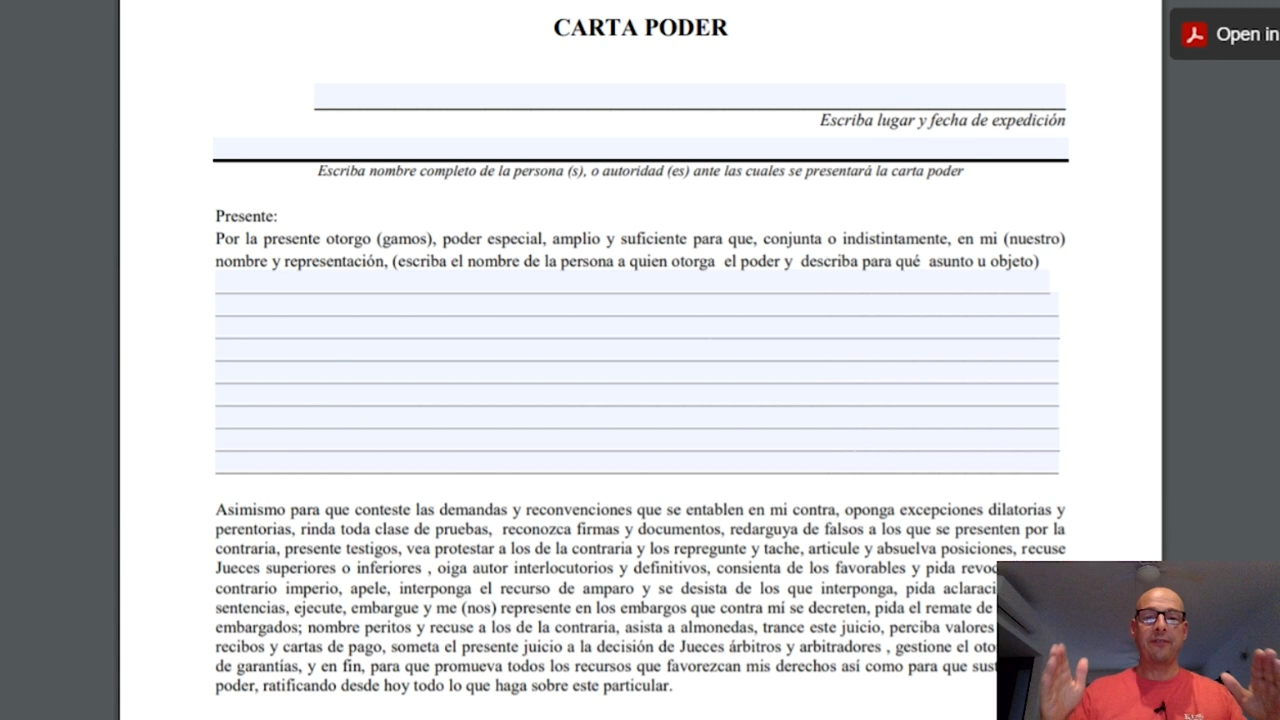 CARTA PODER
Open in
Escriba lugar y fecha de expedición
Escriba nombre completo de la persona (s), o autoridad (es) ante las cuales se presentará la carta poder
Presente:
Por la presente otorgo (gamos), poder especial, amplio y suficiente para que, conjunta o indistintamente, en mi (nuestro)
nombre y representación, (escriba el nombre de la persona a quien otorga el poder y describa para qué asunto u objeto)
Asimismo para que conteste las demandas y reconvenciones que se entablen en mi contra, oponga excepciones dilatorias y
perentorias, rinda toda clase de pruebas, reconozca firmas y documentos, redarguya de falsos a los que se presenten por la
contraria, presente testigos, vea protestar a los de la contraria y los repregunte y tache, articule y absuelva posiciones, recuse
Jueces superiores o inferiores , oiga autor interlocutorios y definitivos, consienta de los favorables y pida revoc
contrario imperio, apele, interponga el recurso de amparo y se desista de los que interponga, pida aclaraci
sentencias, ejecute, embargue y me (nos) represente en los embargos que contra mí se decreten, pida el remate de
embargados; nombre peritos y recuse a los de la contraria, asista a almonedas, trance este juicio, perciba valores
recibos y cartas de pago, someta el presente juicio a la decisión de Jueces árbitros y arbitradores , gestione el oto
de garantías, y en fin, para que promueva todos los recursos que favorezcan mis derechos así como para que sus
poder, ratificando desde hoy todo lo que haga sobre este particular.